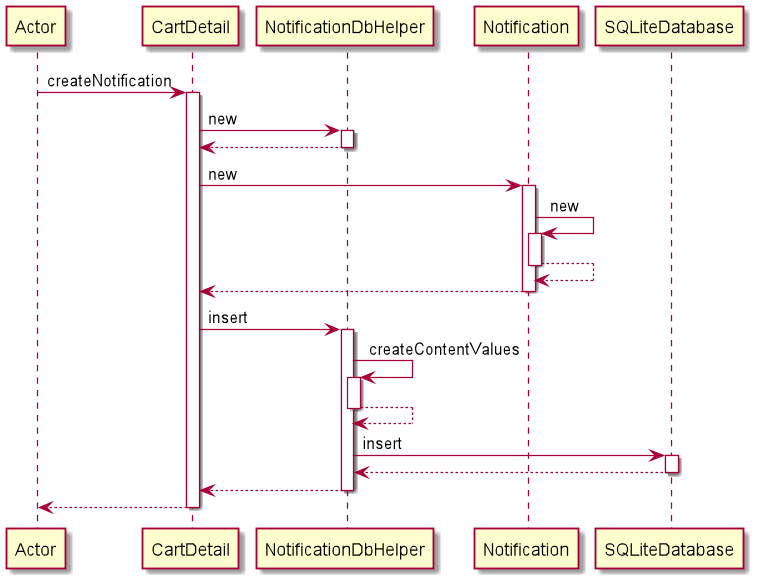 Actor CartDetail NotificationDbHelper Notification SQLiteDatabase
createNotification
new
new
new
insert
createContentValues
insert
Actor CartDetail NotificationDbHelper Notification SQLiteDatabase